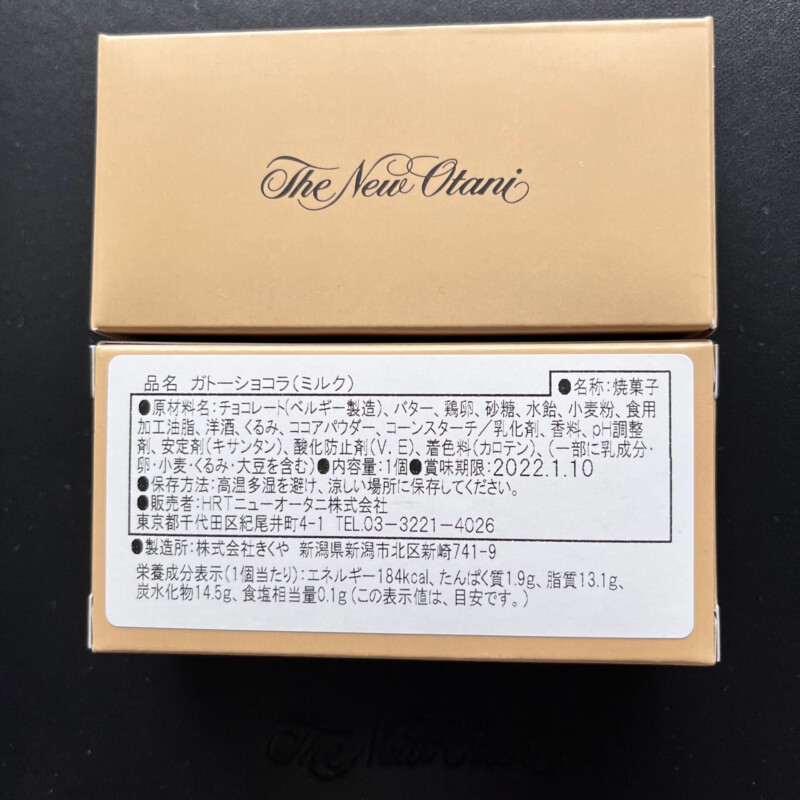 The New Otani
品名 ガトーショコラ(ミルク)
●名称:焼菓子
●原材料名:チョコレート(ベルギー製造)、バター、鶏卵、砂糖、水飴、小麦粉、食用
加工油脂、洋酒、くるみ、ココアパウダー、コーンスターチ/乳化剤、香料、pH調整
剤、安定剤(キサンタン)、酸化防止剤(V.E)、着色料(カロテン)、(一部に乳成分・
卵・小麦・くるみ・大豆を含む)●内容量:1個●賞味期限:2022.1.10
●保存方法:高温多湿を避け、涼しい場所に保存してください。
●販売者:HRTニューオータニ株式会社
東京都千代田区紀尾井町4-1 TEL.03-3221-4026
●製造所:株式会社きくや 新潟県新潟市北区新崎741-9
栄養成分表示(1個当たり):エネルギー184kcal、たんぱく質1.9g、脂質13.1g、
炭水化物14.5g、食塩相当量0.1g(この表示値は、目安です。)
The New Otani